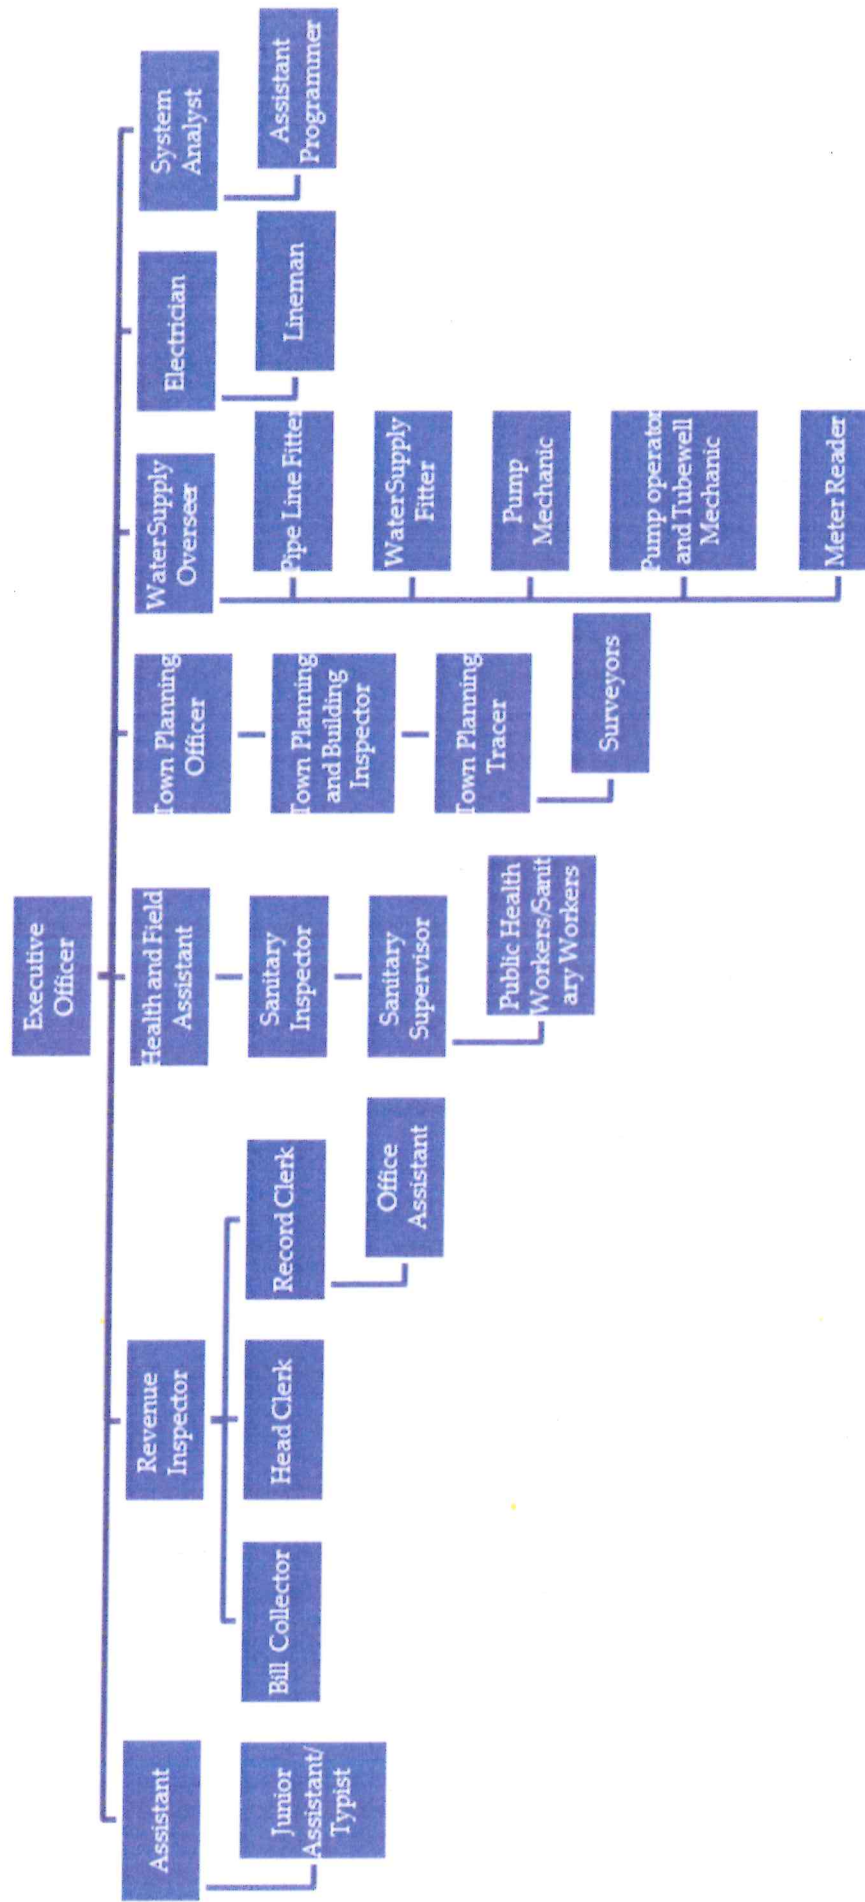 Executive
Officer
Assistant
Junior
Assistant/
Typist
Revenue
Inspector
Bill Collector
Head Clerk
Record Clerk
Office
Assistant
Health and Field
Assistant
Sanitary
Inspector
Sanitary
Supervisor
Public Health
Workers/Sanit
ary Workers
Town Planning
Officer
Town Planning
and Building
Inspector
Town Planning
Tracer
Surveyors
Water Supply
Overseer
Pipe Line Fitter
Water Supply
Fitter
Pump
Mechanic
Pump operator
and Tubewell
Mechanic
Meter Reader
Electrician
Lineman
System
Analyst
Assistant
Programmer